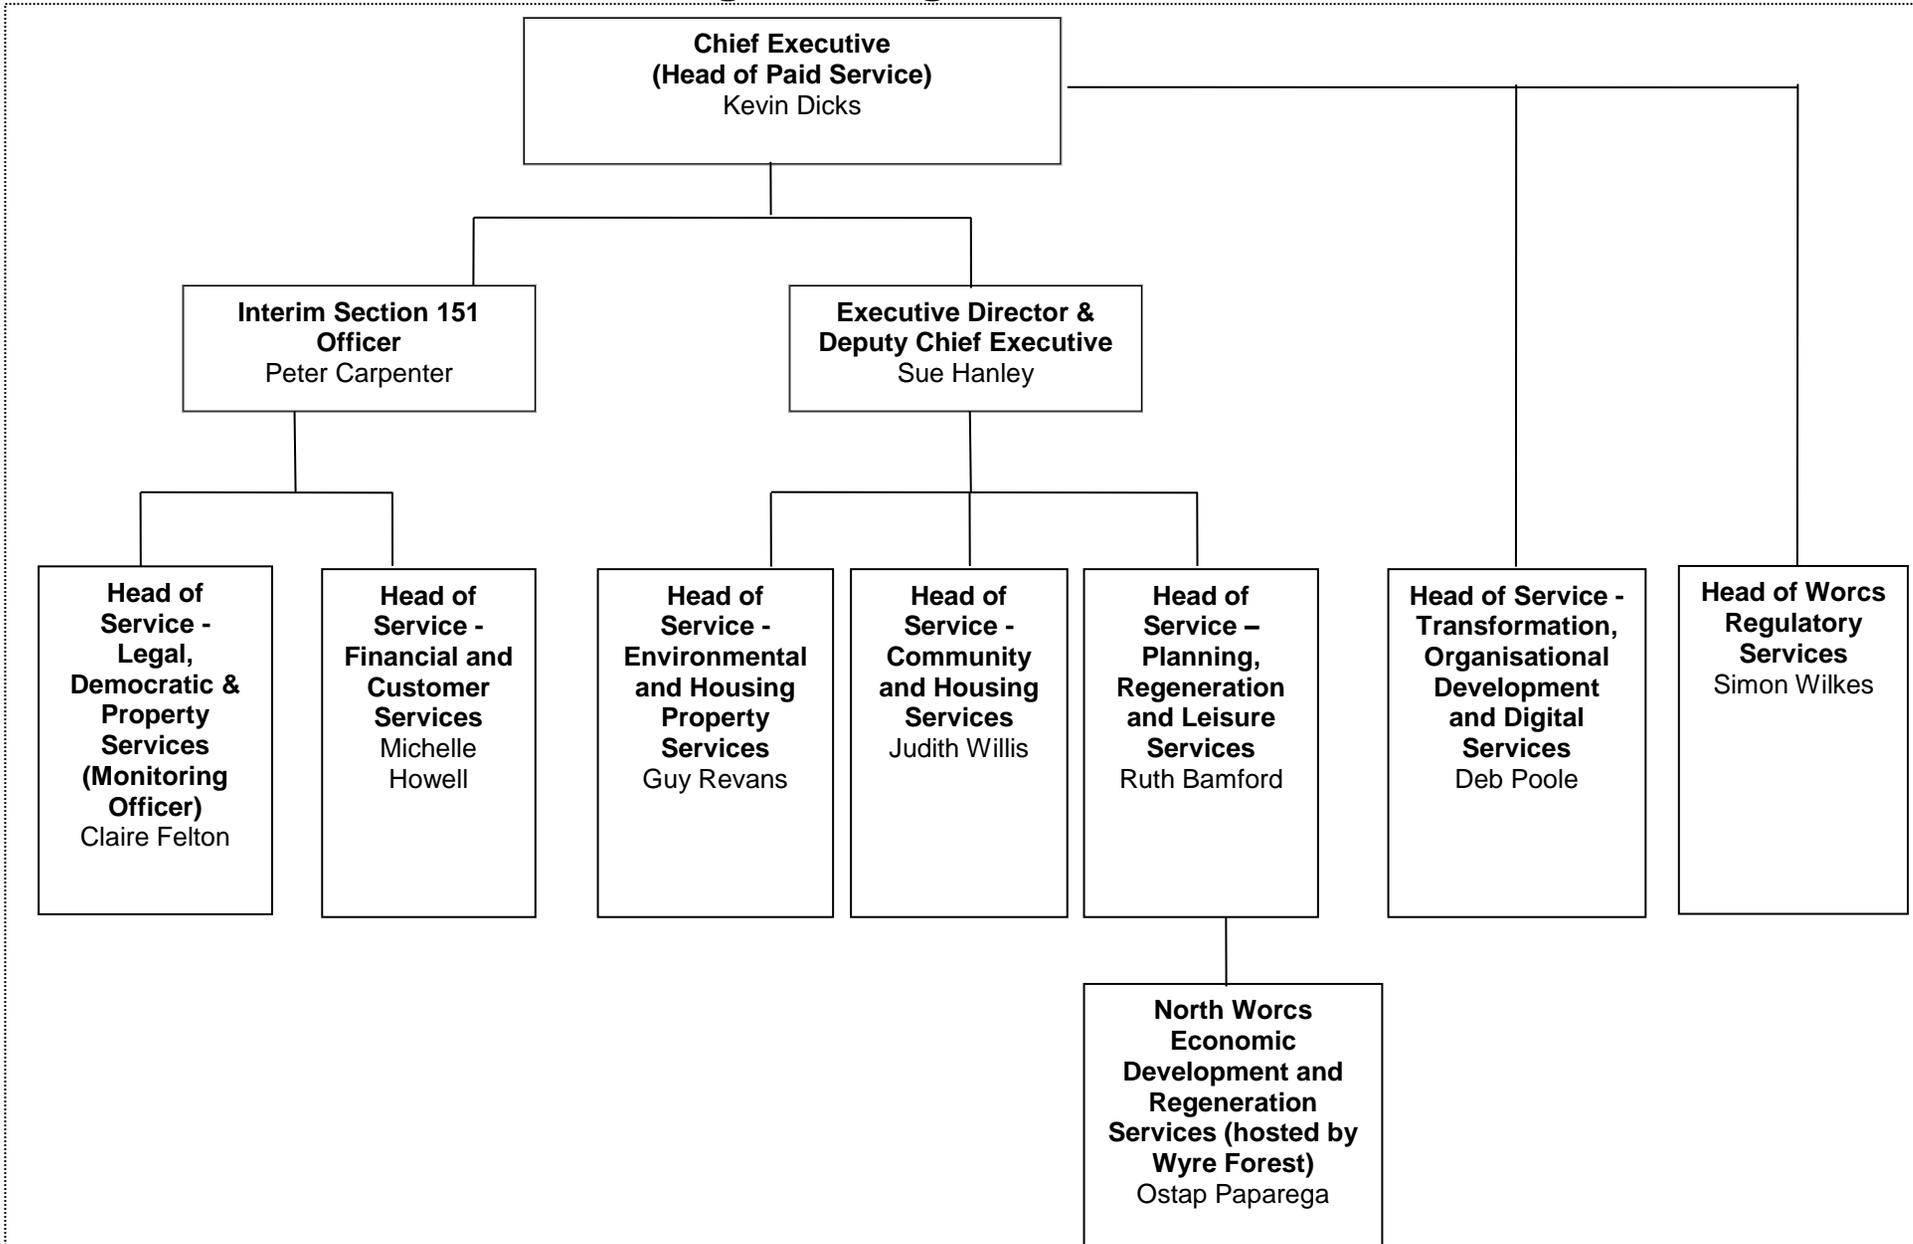 Chief Executive
(Head of Paid Service)
Kevin Dicks
Interim Section 151
Officer
Peter Carpenter
Executive Director &
Deputy Chief Executive
Sue Hanley
Head of
Service -
Legal,
Democratic &
Property
Services
(Monitoring
Officer)
Claire Felton
Head of
Service -
Financial and
Customer
Services
Michelle
Howell
Head of
Service -
Environmental
and Housing
Property
Services
Guy Revans
Head of
Service -
Community
and Housing
Services
Judith Willis
Head of
Service –
Planning,
Regeneration
and Leisure
Services
Ruth Bamford
Head of Service -
Transformation,
Organisational
Development
and Digital
Services
Deb Poole
Head of Worcs
Regulatory
Services
Simon Wilkes
North Worcs
Economic
Development and
Regeneration
Services (hosted by
Wyre Forest)
Ostap Paparega